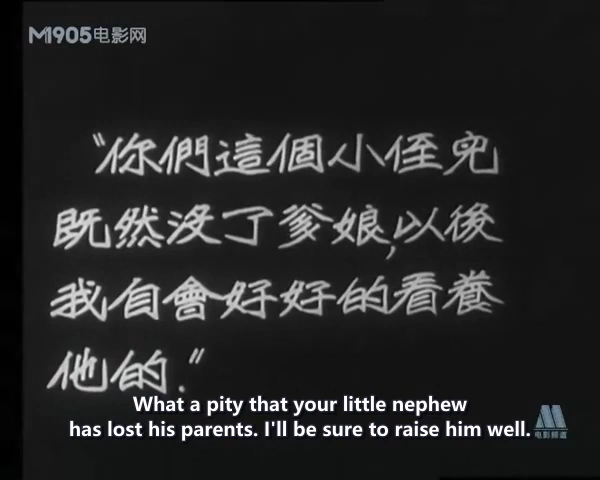 M1905电影网
“你們這個小侄兒
既然没了爹娘,以後
我自會好好的看養
他的.”
What a pity that your little nephew
has lost his parents. I'll be sure to raise him well.
电影频道